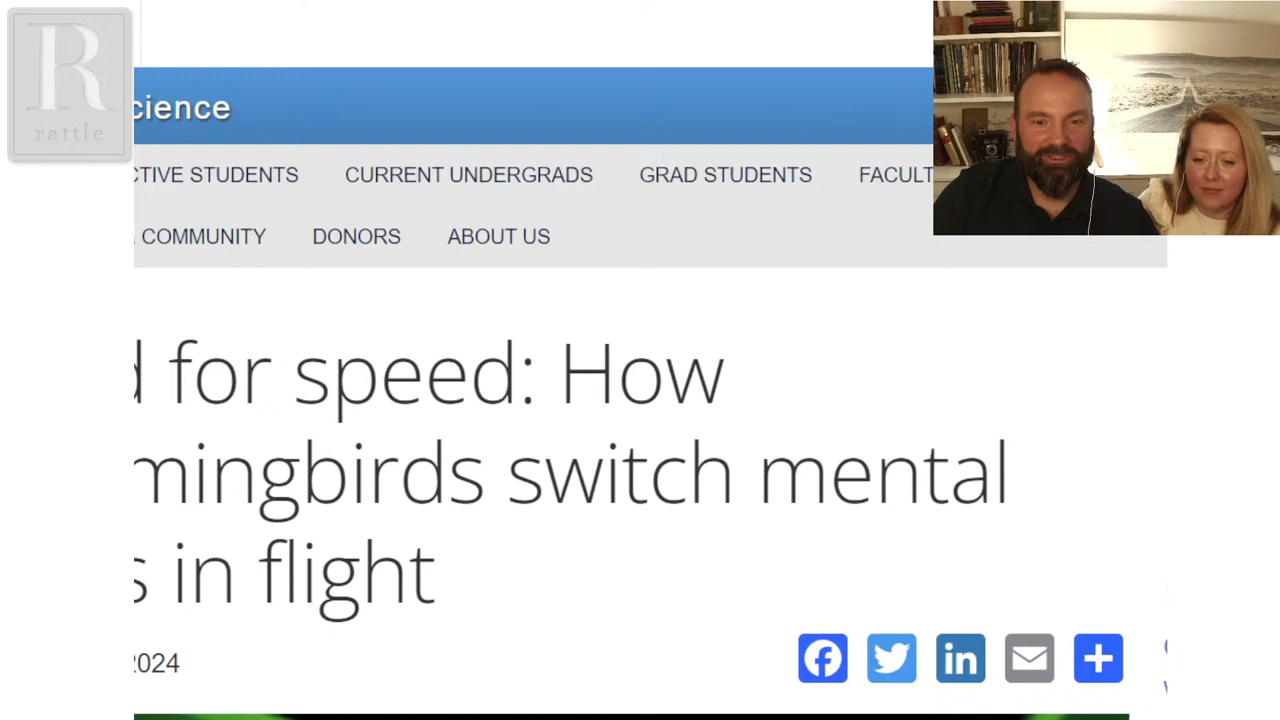 R
rattle
cience
CTIVE STUDENTS CURRENT UNDERGRADS GRAD STUDENTS FACULT
COMMUNITY DONORS ABOUT US
d for speed: How
mingbirds switch mental
s in flight
2024